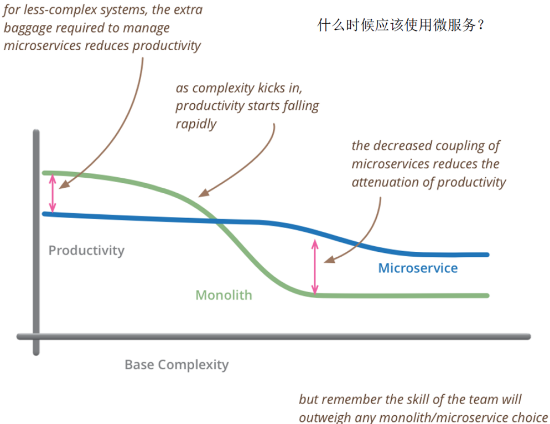 for less-complex systems, the extra
baggage required to manage
microservices reduces productivity
什么时候应该使用微服务？
as complexity kicks in,
productivity starts falling
rapidly
the decreased coupling of
microservices reduces the
attenuation of productivity
Productivity
Microservice
Monolith
Base Complexity
but remember the skill of the team will
outweigh any monolith/microservice choice